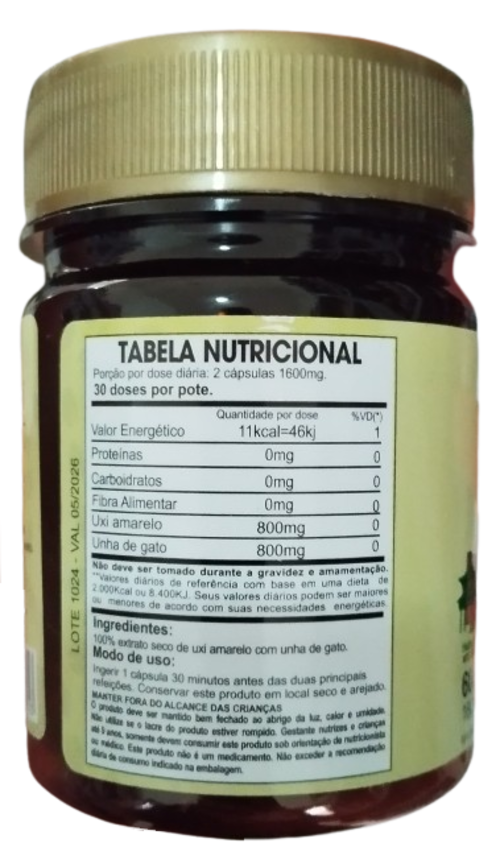 TABELA NUTRICIONAL
Porção por dose diária: 2 cápsulas 1600mg.
30 doses por pote.
Quantidade por dose %VD(*)
Valor Energético 11kcal=46kj 1
Proteínas 0mg 0
Carboidratos 0mg 0
Fibra Alimentar 0mg 0
Uxi amarelo 800mg 0
Unha de gato 800mg 0
Não deve ser tomado durante a gravidez e amamentação.
**Valores diários de referência com base em uma dieta de
2.000Kcal ou 8.400KJ. Seus valores diários podem ser maiores
ou menores de acordo com suas necessidades energéticas.
Ingredientes:
100% extrato seco de uxi amarelo com unha de gato.
Modo de uso:
Ingerir 1 cápsula 30 minutos antes das duas principais
refeições. Conservar este produto em local seco e arejado.
MANTER FORA DO ALCANCE DAS CRIANÇAS
O produto deve ser mantido bem fechado ao abrigo da luz, calor e umidade.
Não utilize se o lacre do produto estiver rompido. Gestante nutrizes e crianças
até 5 anos, somente devem consumir este produto sob orientação de nutricionista
ou médico. Este produto não é um medicamento. Não exceder a recomendação
diária de consumo indicado na embalagem.
LOTE 1024 - VAL 05/2026